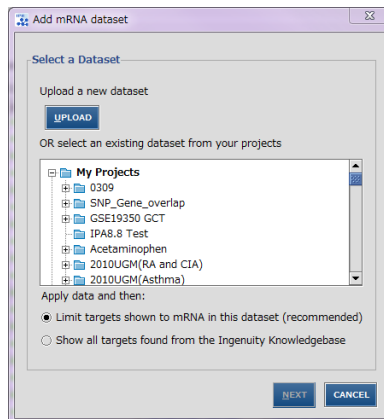 Add mRNA dataset
Select a Dataset
Upload a new dataset
UPLOAD
OR select an existing dataset from your projects
My Projects
0309
SNP_Gene_overlap
GSE19350 GCT
IPA8.8 Test
Acetaminophen
2010UGM(RA and CIA)
2010UGM(Asthma)
Apply data and then:
Limit targets shown to mRNA in this dataset (recommended)
Show all targets found from the Ingenuity Knowledgebase
NEXT CANCEL